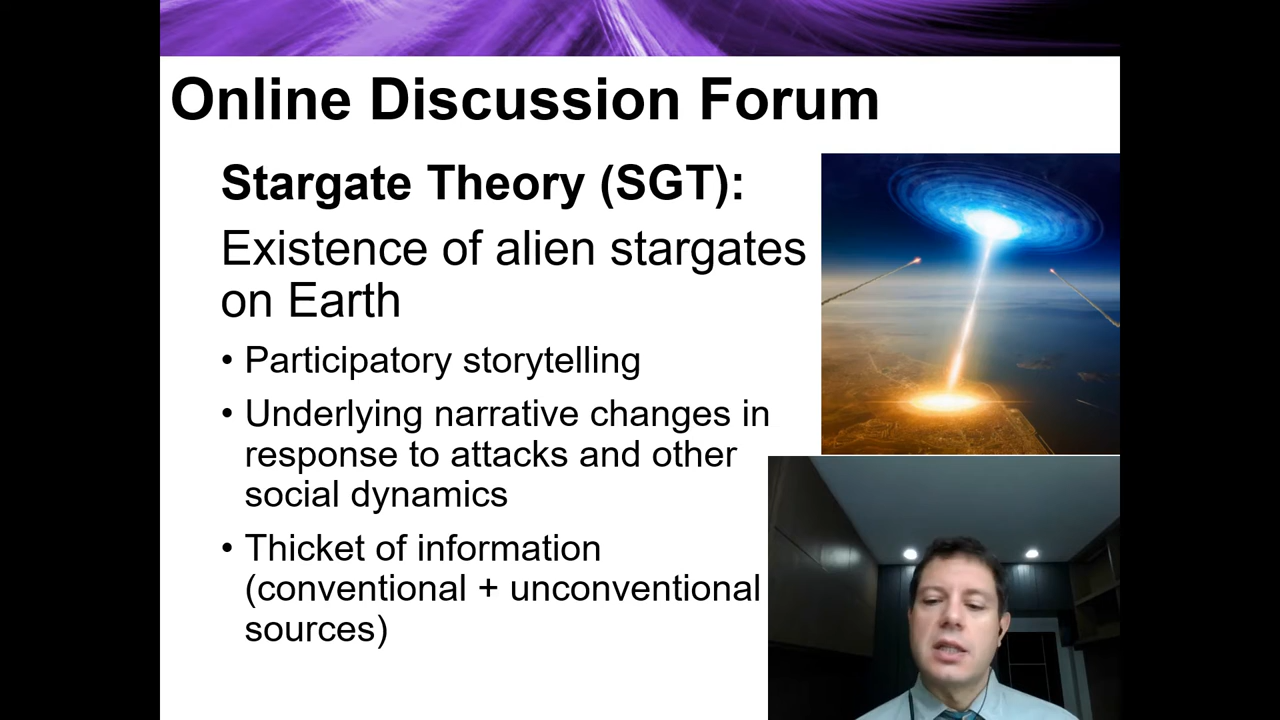 Online Discussion Forum
Stargate Theory (SGT):
Existence of alien stargates
on Earth
• Participatory storytelling
• Underlying narrative changes in
response to attacks and other
social dynamics
• Thicket of information
(conventional + unconventional
sources)